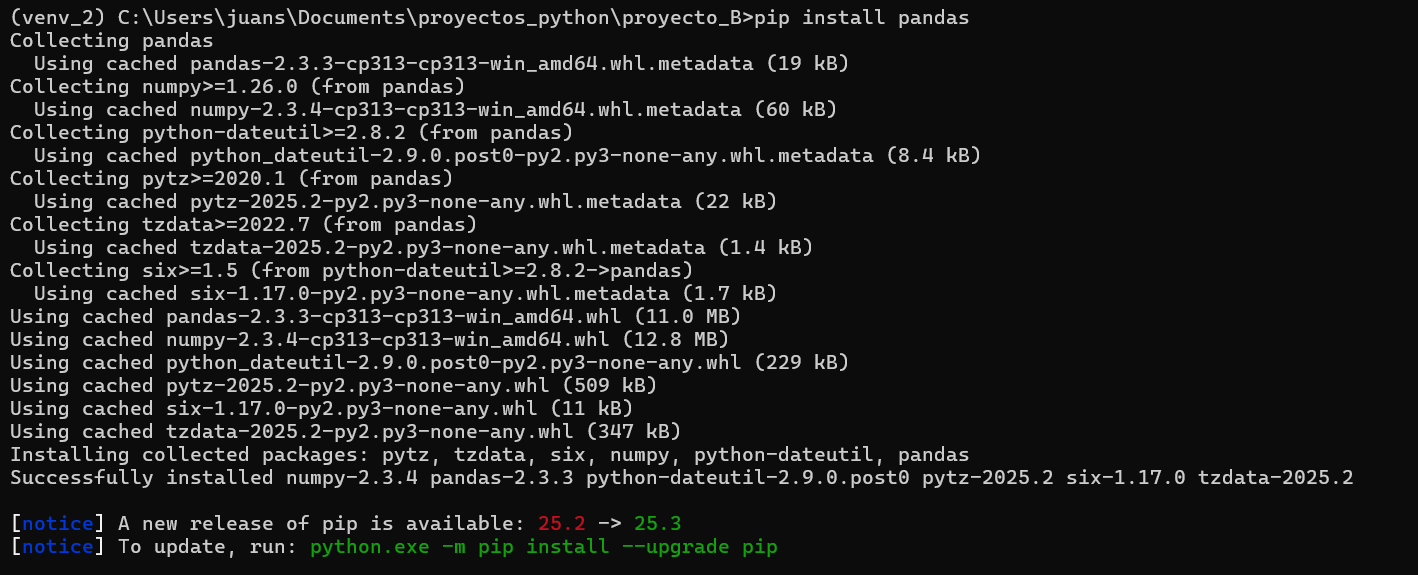 (venv_2) C:\Users\juans\Documents\proyectos_python\proyecto_B>pip install pandas
Collecting pandas
  Using cached pandas-2.3.3-cp313-cp313-win_amd64.whl.metadata (19 kB)
Collecting numpy>=1.26.0 (from pandas)
  Using cached numpy-2.3.4-cp313-cp313-win_amd64.whl.metadata (60 kB)
Collecting python-dateutil>=2.8.2 (from pandas)
  Using cached python_dateutil-2.9.0.post0-py2.py3-none-any.whl.metadata (8.4 kB)
Collecting pytz>=2020.1 (from pandas)
  Using cached pytz-2025.2-py2.py3-none-any.whl.metadata (22 kB)
Collecting tzdata>=2022.7 (from pandas)
  Using cached tzdata-2025.2-py2.py3-none-any.whl.metadata (1.4 kB)
Collecting six>=1.5 (from python-dateutil>=2.8.2->pandas)
  Using cached six-1.17.0-py2.py3-none-any.whl.metadata (1.7 kB)
Using cached pandas-2.3.3-cp313-cp313-win_amd64.whl (11.0 MB)
Using cached numpy-2.3.4-cp313-cp313-win_amd64.whl (12.8 MB)
Using cached python_dateutil-2.9.0.post0-py2.py3-none-any.whl (229 kB)
Using cached pytz-2025.2-py2.py3-none-any.whl (509 kB)
Using cached six-1.17.0-py2.py3-none-any.whl (11 kB)
Using cached tzdata-2025.2-py2.py3-none-any.whl (347 kB)
Installing collected packages: pytz, tzdata, six, numpy, python-dateutil, pandas
Successfully installed numpy-2.3.4 pandas-2.3.3 python-dateutil-2.9.0.post0 pytz-2025.2 six-1.17.0 tzdata-2025.2

[notice] A new release of pip is available: 25.2 -> 25.3
[notice] To update, run: python.exe -m pip install --upgrade pip